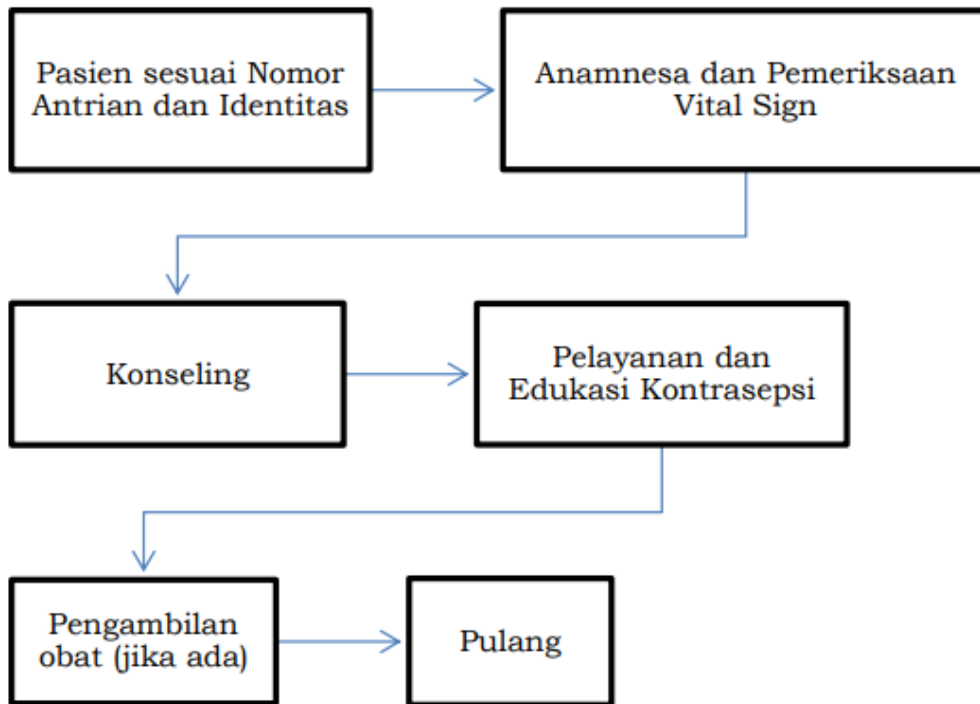 Pasien sesuai Nomor
Antrian dan Identitas
Anamnesa dan Pemeriksaan
Vital Sign
Konseling
Pelayanan dan
Edukasi Kontrasepsi
Pengambilan
obat (jika ada)
Pulang